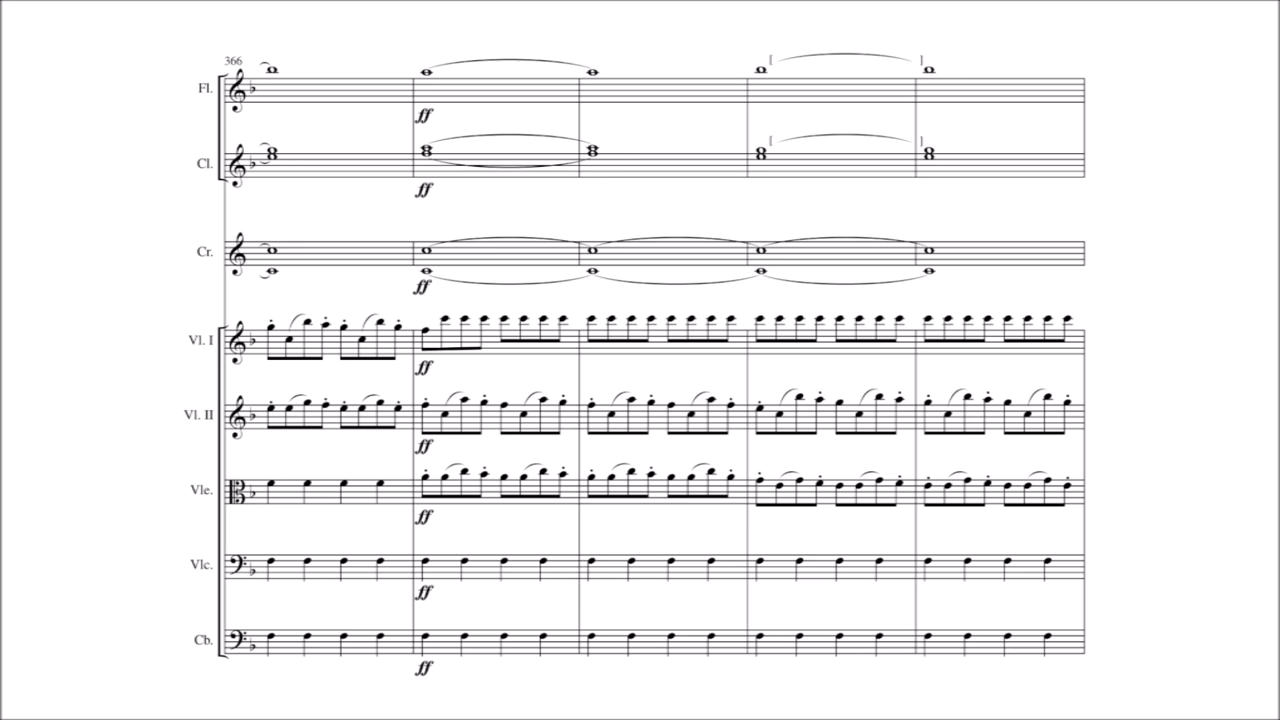 366
Fl.
ff
[ ]
Cl.
ff
[ ]
Cr.
ff
Vl. I
ff
Vl. II
ff
Vle.
ff
Vlc.
ff
Cb.
ff